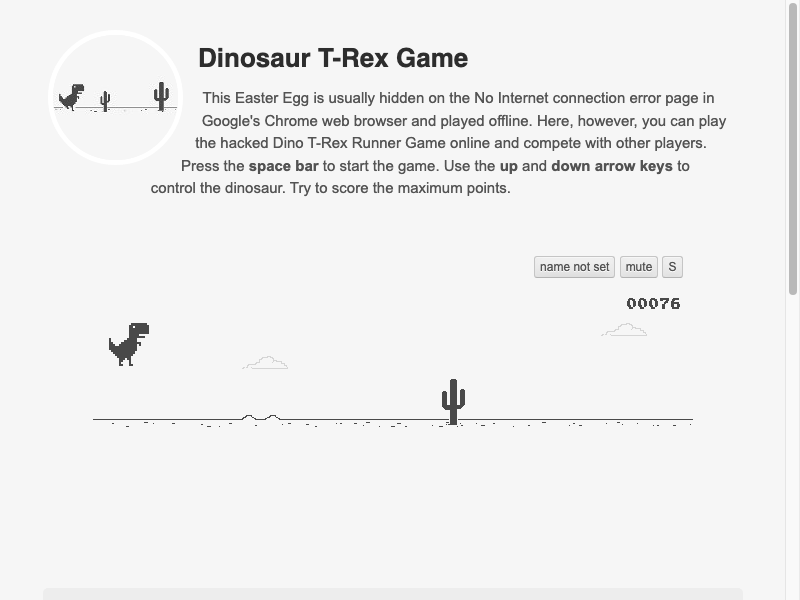 Dinosaur T-Rex Game
This Easter Egg is usually hidden on the No Internet connection error page in
Google's Chrome web browser and played offline. Here, however, you can play
the hacked Dino T-Rex Runner Game online and compete with other players.
Press the space bar to start the game. Use the up and down arrow keys to
control the dinosaur. Try to score the maximum points.
name not set mute S
00076